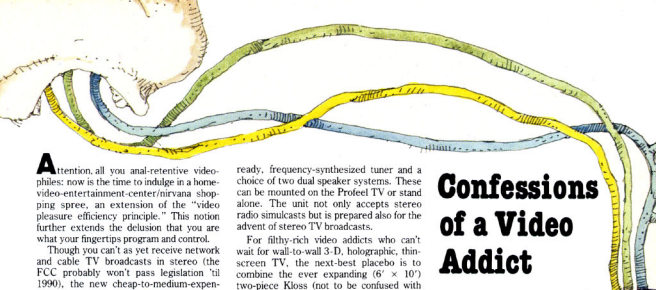 Attention, all you anal-retentive video-
philes: now is the time to indulge in a home-
video-entertainment-center/nirvana shop-
ping spree, an extension of the "video
pleasure efficiency principle." This notion
further extends the delusion that you are
what your fingertips program and control.
Though you can't as yet receive network
and cable TV broadcasts in stereo (the
FCC probably won't pass legislation 'til
1990), the new cheap-to-medium-expen-
ready, frequency-synthesized tuner and a
choice of two dual speaker systems. These
can be mounted on the Profeel TV or stand
alone. The unit not only accepts stereo
radio simulcasts but is prepared also for the
advent of stereo TV broadcasts.
For filthy-rich video addicts who can't
wait for wall-to-wall 3-D, holographic, thin-
screen TV, the next-best placebo is to
combine the ever expanding (6' × 10')
two-piece Kloss (not to be confused with
Confessions
of a Video
Addict